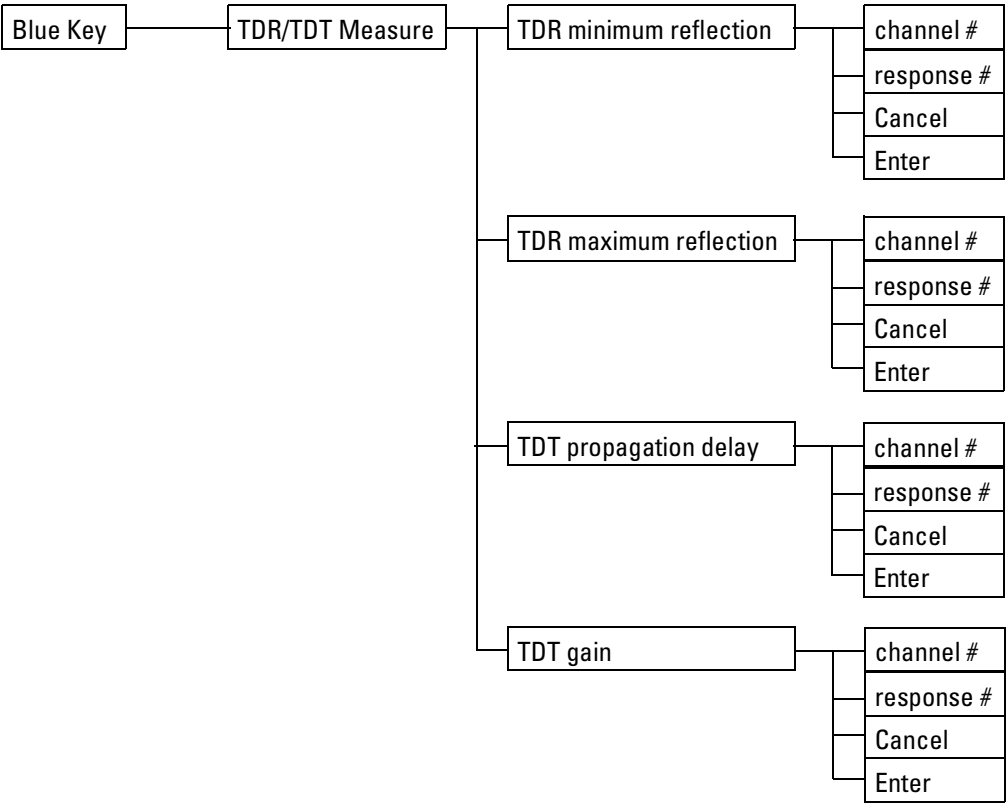 Blue Key
TDR/TDT Measure
TDR minimum reflection
channel #
response #
Cancel
Enter
TDR maximum reflection
channel #
response #
Cancel
Enter
TDT propagation delay
channel #
response #
Cancel
Enter
TDT gain
channel #
response #
Cancel
Enter